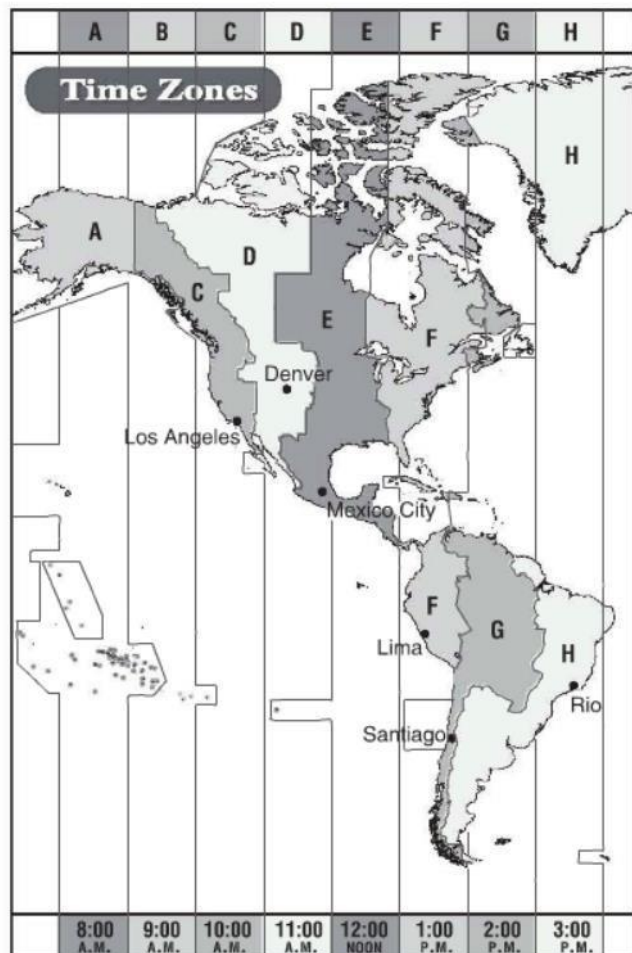 A B C D E F G H
Time Zones
H
A
D
C
E
F
Denver
Los Angeles
Mexico City
F
G
Lima
H
Rio
Santiago
8:00 9:00 10:00 11:00 12:00 1:00 2:00 3:00
A.M. A.M. A.M. A.M. NOON P.M. P.M. P.M.